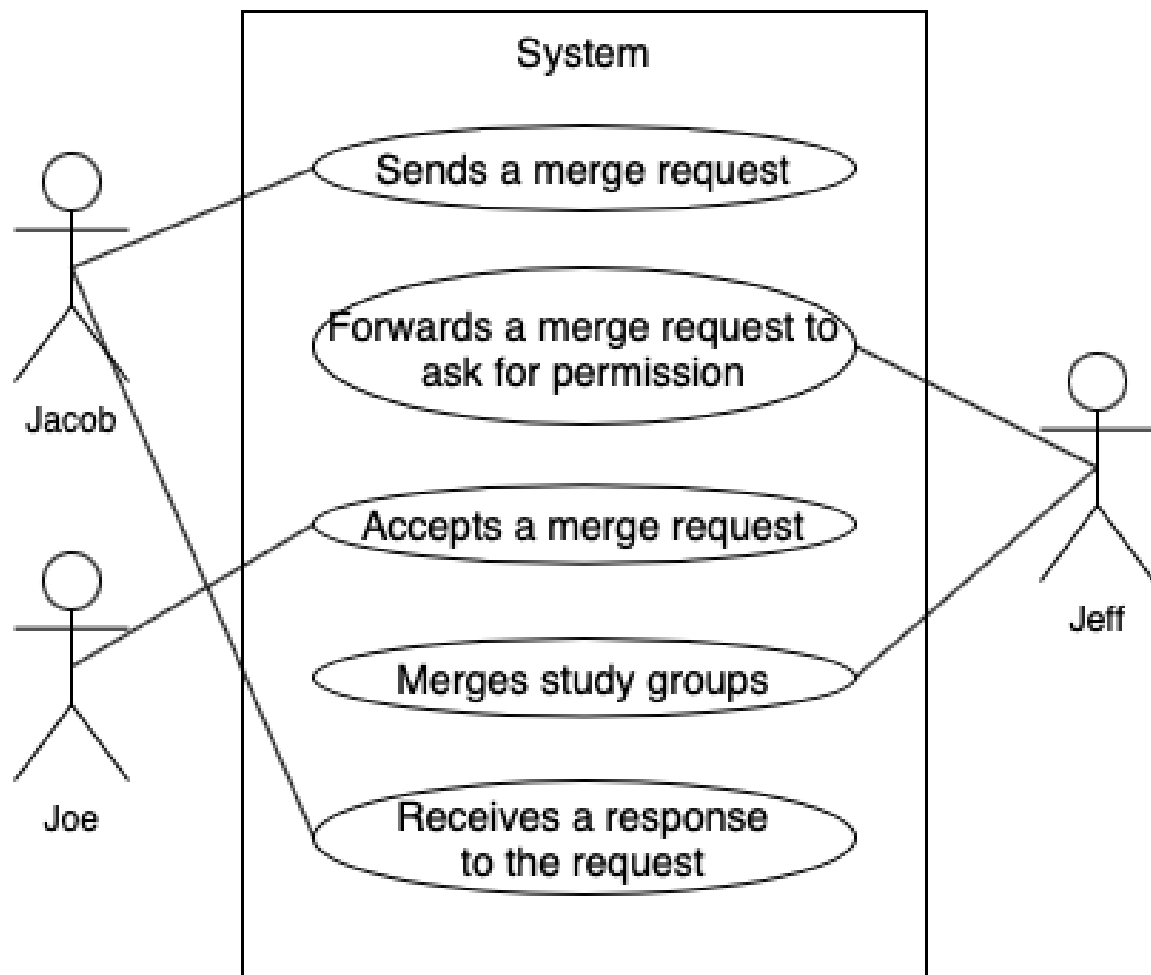 System
Sends a merge request
Forwards a merge request to
ask for permission
Jacob
Accepts a merge request
Jeff
Merges study groups
Joe
Receives a response
to the request